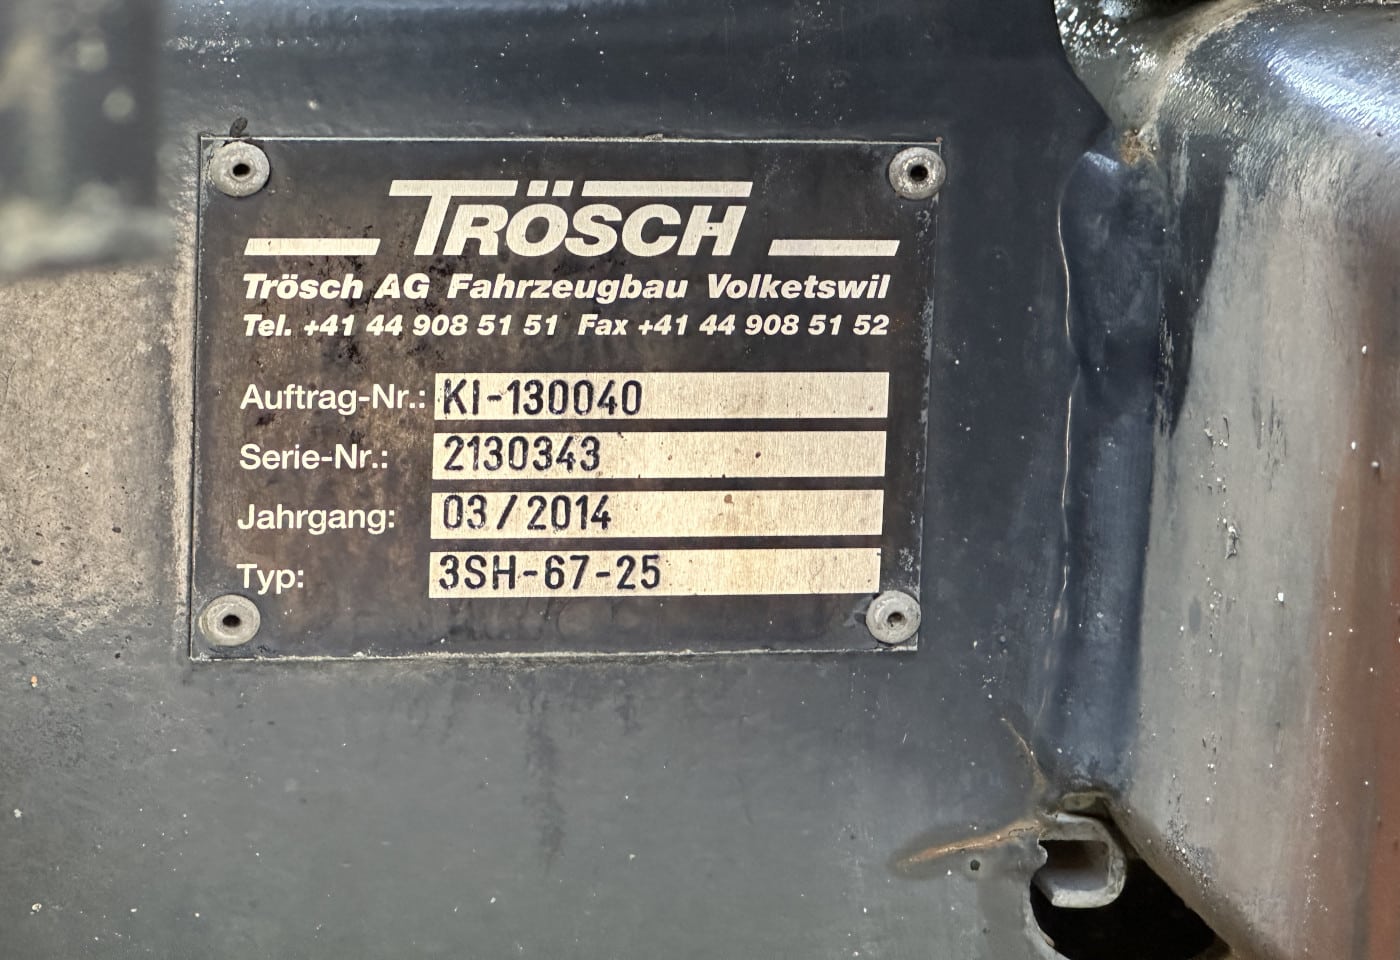 TRÖSCH
Trösch AG Fahrzeugbau Volketswil
Tel. +41 44 908 51 51 Fax +41 44 908 51 52
Auftrag-Nr.: KI-130040
Serie-Nr.: 2130343
Jahrgang: 03/2014
Typ: 3SH-67-25